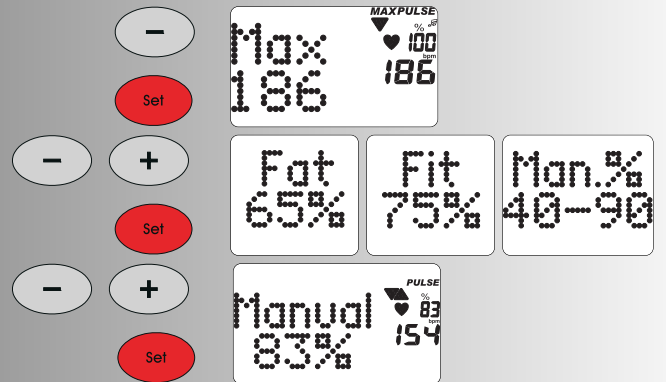 −
MAXPULSE
Max
% 100
bpm
186
186
Set
− +
Fat
65%
Fit
75%
Man.%
40-90
Set
− +
PULSE
Manual
% 83
bpm
83%
154
Set